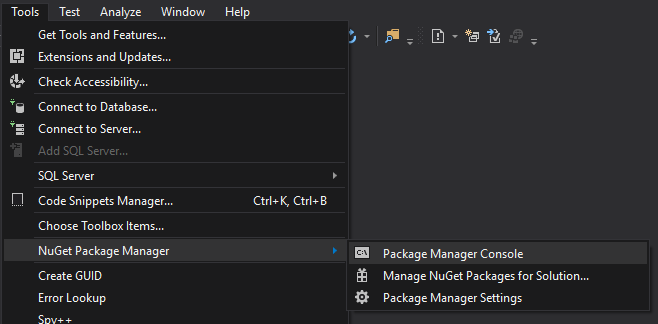 Tools Test Analyze Window Help
Get Tools and Features...
Extensions and Updates...
Check Accessibility...
Connect to Database...
Connect to Server...
Add SQL Server...
SQL Server
Code Snippets Manager... Ctrl+K, Ctrl+B
Choose Toolbox Items...
NuGet Package Manager
C:\ Package Manager Console
Manage NuGet Packages for Solution...
Package Manager Settings
Create GUID
Error Lookup
Spy++